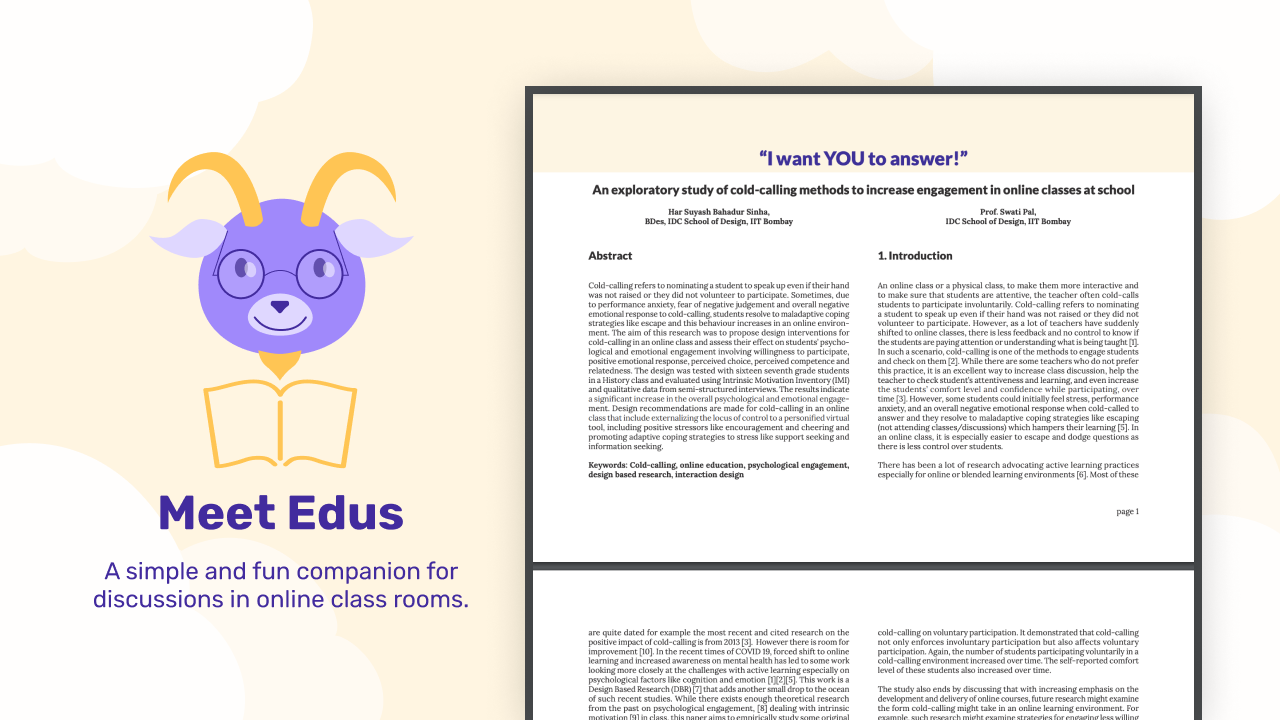 Meet Edus
A simple and fun companion for
discussions in online class rooms.
“I want YOU to answer!”
An exploratory study of cold-calling methods to increase engagement in online classes at school
Har Suyash Bahadur Sinha,
BDes, IDC School of Design, IIT Bombay
Prof. Swati Pal,
IDC School of Design, IIT Bombay
Abstract
Cold-calling refers to nominating a student to speak up even if their hand
was not raised or they did not volunteer to participate. Sometimes, due
to performance anxiety, fear of negative judgement and overall negative
emotional response to cold-calling, students resolve to maladaptive coping
strategies like escape and this behaviour increases in an online environ-
ment. The aim of this research was to propose design interventions for
cold-calling in an online class and assess their effect on students' psycho-
logical and emotional engagement involving willingness to participate,
positive emotional response, perceived choice, perceived competence and
relatedness. The design was tested with sixteen seventh grade students
in a History class and evaluated using Intrinsic Motivation Inventory (IMI)
and qualitative data from semi-structured interviews. The results indicate
a significant increase in the overall psychological and emotional engage-
ment. Design recommendations are made for cold-calling in an online
class that include externalizing the locus of control to a personified virtual
tool, including positive stressors like encouragement and cheering and
promoting adaptive coping strategies to stress like support seeking and
information seeking.
Keywords: Cold-calling, online education, psychological engagement,
design based research, interaction design
1. Introduction
An online class or a physical class, to make them more interactive and
to make sure that students are attentive, the teacher often cold-calls
students to participate involuntarily. Cold-calling refers to nominating
a student to speak up even if their hand was not raised or they did not
volunteer to participate. However, as a lot of teachers have suddenly
shifted to online classes, there is less feedback and no control to know if
the students are paying attention or understanding what is being taught [1].
In such a scenario, cold-calling is one of the methods to engage students
and check on them [2]. While there are some teachers who do not prefer
this practice, it is an excellent way to increase class discussion, help the
teacher to check student's attentiveness and learning, and even increase
the students' comfort level and confidence while participating, over
time [3]. However, some students could initially feel stress, performance
anxiety, and an overall negative emotional response when cold-called to
answer and they resolve to maladaptive coping strategies like escaping
(not attending classes/discussions) which hampers their learning [5]. In
an online class, it is especially easier to escape and dodge questions as
there is less control over students.
There has been a lot of research advocating active learning practices
especially for online or blended learning environments [6]. Most of these
page 1
are quite dated for example the most recent and cited research on the
positive impact of cold-calling is from 2013 [3]. However there is room for
improvement [10]. In the recent times of COVID 19, forced shift to online
learning and increased awareness on mental health has led to some work
looking more closely at the challenges with active learning especially on
psychological factors like cognition and emotion [1][2][5]. This work is a
Design Based Research (DBR) [7] that adds another small drop to the ocean
of such recent studies. While there exists enough theoretical research
from the past on psychological engagement, [8] dealing with intrinsic
motivation [9] in class, this paper aims to empirically study some original
cold-calling on voluntary participation. It demonstrated that cold-calling
not only enforces involuntary participation but also affects voluntary
participation. Again, the number of students participating voluntarily in a
cold-calling environment increased over time. The self-reported comfort
level of these students also increased over time.
The study also ends by discussing that with increasing emphasis on the
development and delivery of online courses, future research might examine
the form cold-calling might take in an online learning environment. For
example, such research might examine strategies for engaging less willing